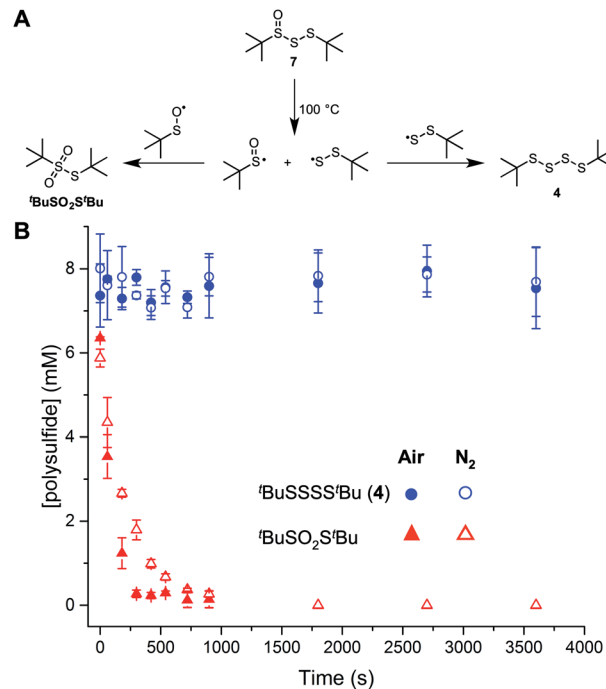 A
O
S S S
7
100 °C
O•
S
O
S
O
S
ᵗBuSO₂SᵗBu
O
S•
+
•S S
•S S
S S S S
4
B
[polysulfide] (mM)
8
6
4
2
0
Air N₂
ᵗBuSSSSᵗBu (4)
ᵗBuSO₂SᵗBu
0 500 1000 1500 2000 2500 3000 3500 4000
Time (s)